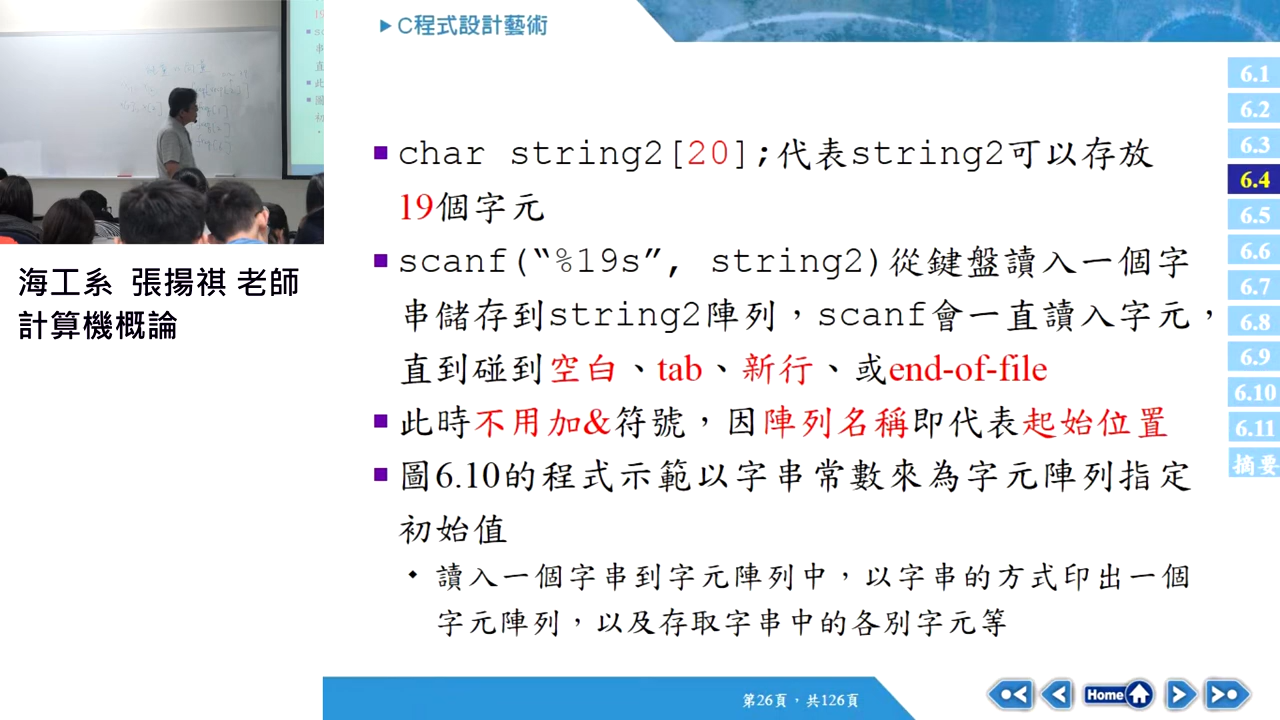 C程式設計藝術
char string2[20];代表string2可以存放
19個字元
scanf(“%19s”, string2)從鍵盤讀入一個字
串儲存到string2陣列，scanf會一直讀入字元，
直到碰到空白、tab、新行、或end-of-file
此時不用加&符號，因陣列名稱即代表起始位置
圖6.10的程式示範以字串常數來為字元陣列指定
初始值
讀入一個字串到字元陣列中，以字串的方式印出一個
字元陣列，以及存取字串中的各別字元等
海工系 張揚祺 老師
計算機概論
6.1
6.2
6.3
6.4
6.5
6.6
6.7
6.8
6.9
6.10
6.11
摘要
第26頁，共126頁
Home